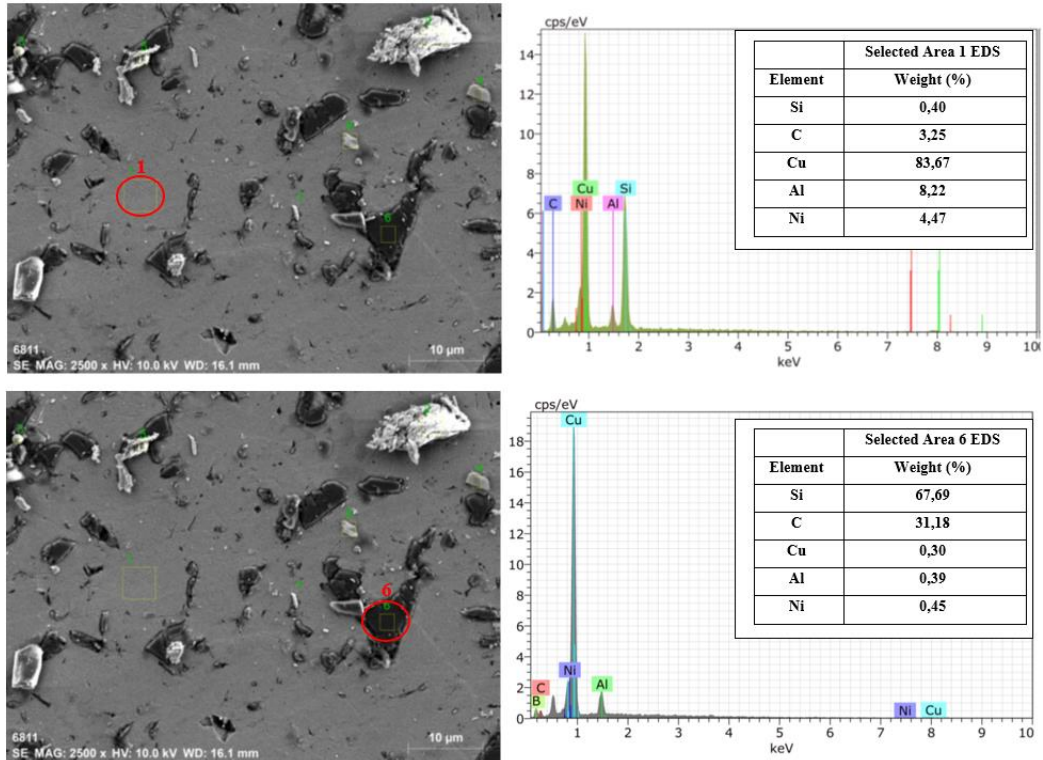 1
6
6811
SE MAG: 2500 x HV: 10.0 kV WD: 16.1 mm
10 µm
cps/eV
14
12
10
8
6
4
2
0
C
Cu
Ni
Al
Si
1 2 3 4 5 6 7 8 9 10
keV
Selected Area 1 EDS
Element Weight (%)
Si 0,40
C 3,25
Cu 83,67
Al 8,22
Ni 4,47
6
6
6811
SE MAG: 2500 x HV: 10.0 kV WD: 16.1 mm
10 µm
cps/eV
18
16
14
12
10
8
6
4
2
0
Cu
Ni
C
B
Al
Ni Cu
1 2 3 4 5 6 7 8 9 10
keV
Selected Area 6 EDS
Element Weight (%)
Si 67,69
C 31,18
Cu 0,30
Al 0,39
Ni 0,45